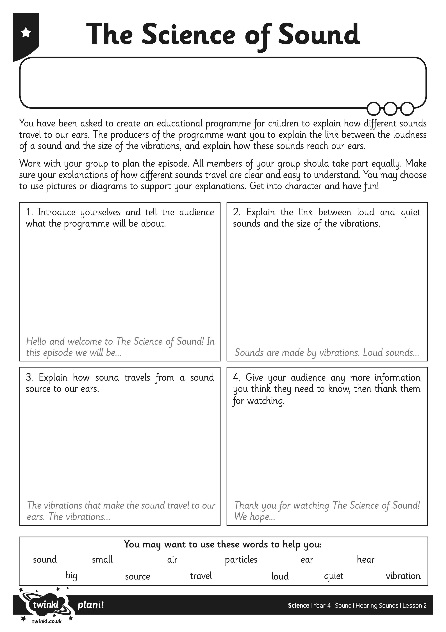 The Science of Sound
You have been asked to create an educational programme for children to explain how different sounds
travel to our ears. The producers of the programme want you to explain the link between the loudness
of a sound and the size of the vibrations, and explain how these sounds reach our ears.
Work with your group to plan the episode. All members of your group should take part equally. Make
sure your explanations of how different sounds travel are clear and easy to understand. You may choose
to use pictures or diagrams to support your explanations. Get into character and have fun!
1. Introduce yourselves and tell the audience
what the programme will be about.
Hello and welcome to The Science of Sound! In
this episode we will be...
2. Explain the link between loud and quiet
sounds and the size of the vibrations.
Sounds are made by vibrations. Loud sounds...
3. Explain how sound travels from a sound
source to our ears.
The vibrations that make the sound travel to our
ears. The vibrations...
4. Give your audience any more information
you think they need to know, then thank them
for watching.
Thank you for watching The Science of Sound!
We hope...
You may want to use these words to help you:
sound small air particles ear hear
big source travel loud quiet vibration
twinkl planit
twinkl.co.uk
Science | Year 4 | Sound | Hearing Sounds | Lesson 2